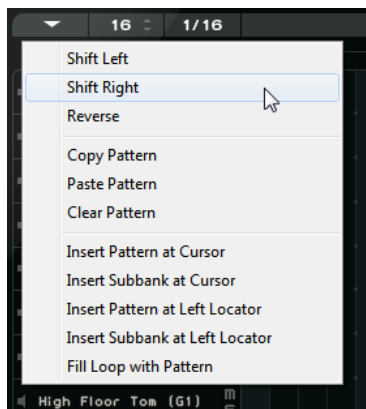 16 1/16
Shift Left
Shift Right
Reverse
Copy Pattern
Paste Pattern
Clear Pattern
Insert Pattern at Cursor
Insert Subbank at Cursor
Insert Pattern at Left Locator
Insert Subbank at Left Locator
Fill Loop with Pattern
High Floor Tom (G1) m